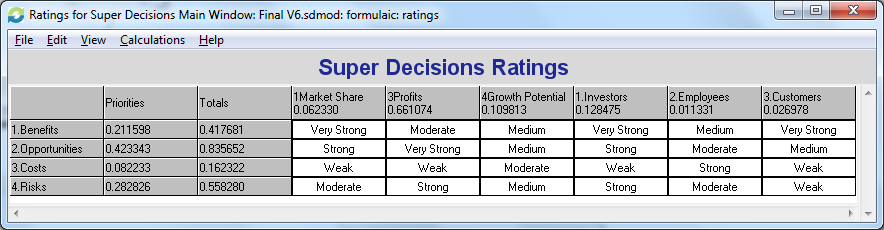 Ratings for Super Decisions Main Window: Final V6.sdmod: formulaic: ratings
File Edit View Calculations Help
Super Decisions Ratings
Priorities Totals 1Market Share 3Profits 4Growth Potential 1.Investors 2.Employees 3.Customers
0.062330 0.661074 0.109813 0.128475 0.011331 0.026978
1.Benefits 0.211598 0.417681 Very Strong Moderate Medium Very Strong Medium Very Strong
2.Opportunities 0.423343 0.835652 Strong Very Strong Medium Strong Moderate Medium
3.Costs 0.082233 0.162322 Weak Weak Moderate Weak Strong Weak
4.Risks 0.282826 0.558280 Moderate Strong Medium Strong Moderate Weak